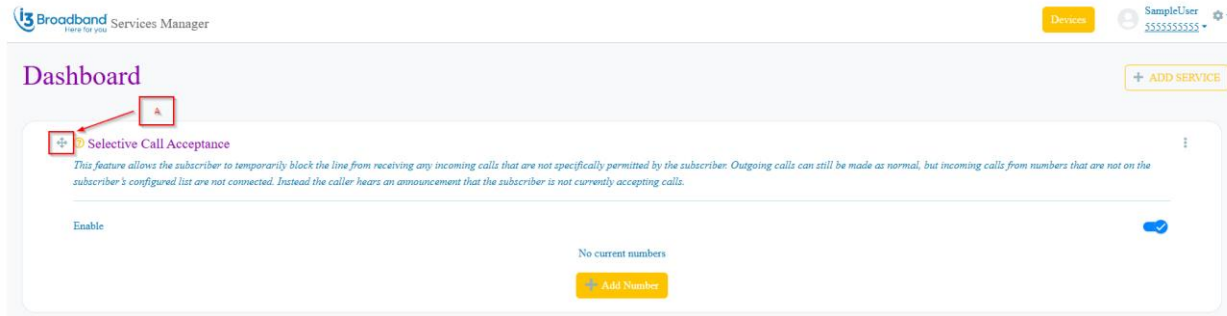 i3 Broadband
Here for you
Services Manager
Devices
SampleUser
5555555555
Dashboard
+ ADD SERVICE
A
Selective Call Acceptance
This feature allows the subscriber to temporarily block the line from receiving any incoming calls that are not specifically permitted by the subscriber. Outgoing calls can still be made as normal, but incoming calls from numbers that are not on the
subscriber's configured list are not connected. Instead the caller hears an announcement that the subscriber is not currently accepting calls.
Enable
No current numbers
+ Add Number